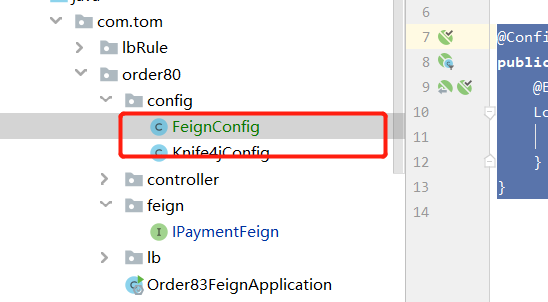 java
com.tom
lbRule
order80
config
FeignConfig
Knife4jConfig
controller
feign
IPaymentFeign
lb
Order83FeignApplication
6
7 @Confi
8 public
9 @B
10 Lo
11
12 }
13 }
14